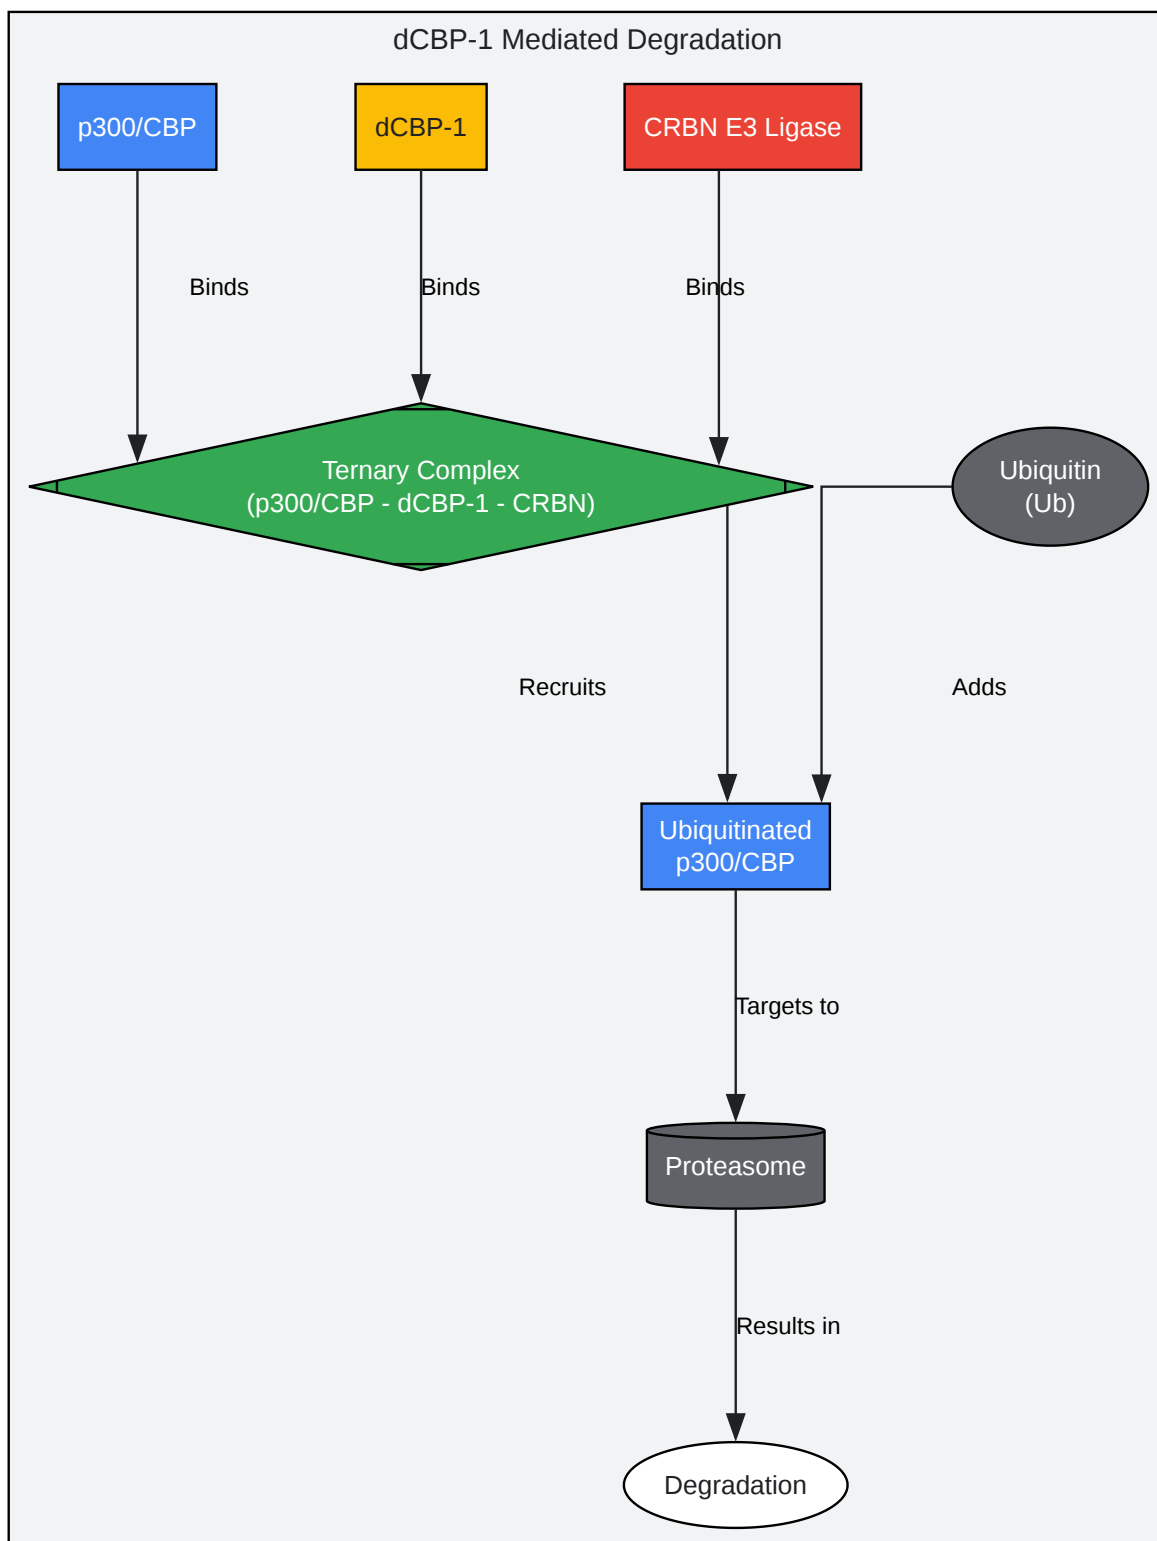 dCBP-1 Mediated Degradation
p300/CBP
dCBP-1
CRBN E3 Ligase
Binds
Binds
Binds
Ternary Complex
(p300/CBP - dCBP-1 - CRBN)
Ubiquitin
(Ub)
Recruits
Adds
Ubiquitinated
p300/CBP
Targets to
Proteasome
Results in
Degradation